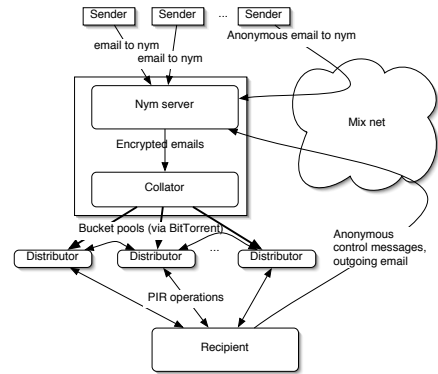 Sender
Sender
...
Sender
email to nym
Anonymous email to nym
email to nym
Nym server
Mix net
Encrypted emails
Collator
Bucket pools (via BitTorrent)
Anonymous
control messages,
outgoing email
Distributor
Distributor
...
Distributor
PIR operations
Recipient